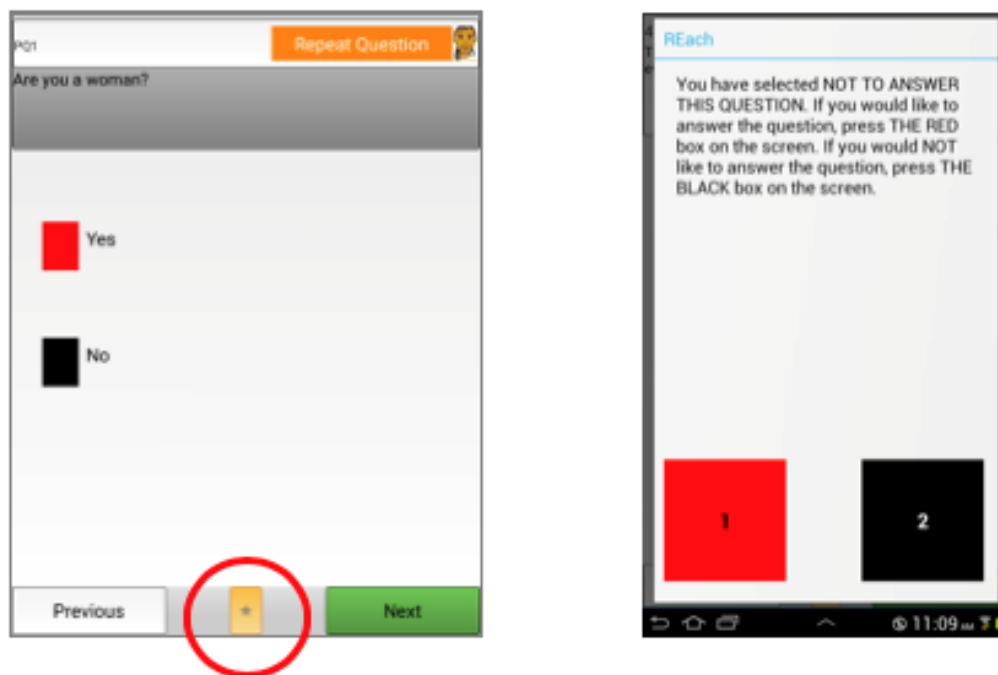 PQ1
Repeat Question
Are you a woman?
Yes
No
Previous
*
Next
REach
You have selected NOT TO ANSWER
THIS QUESTION. If you would like to
answer the question, press THE RED
box on the screen. If you would NOT
like to answer the question, press THE
BLACK box on the screen.
1
2
11:09